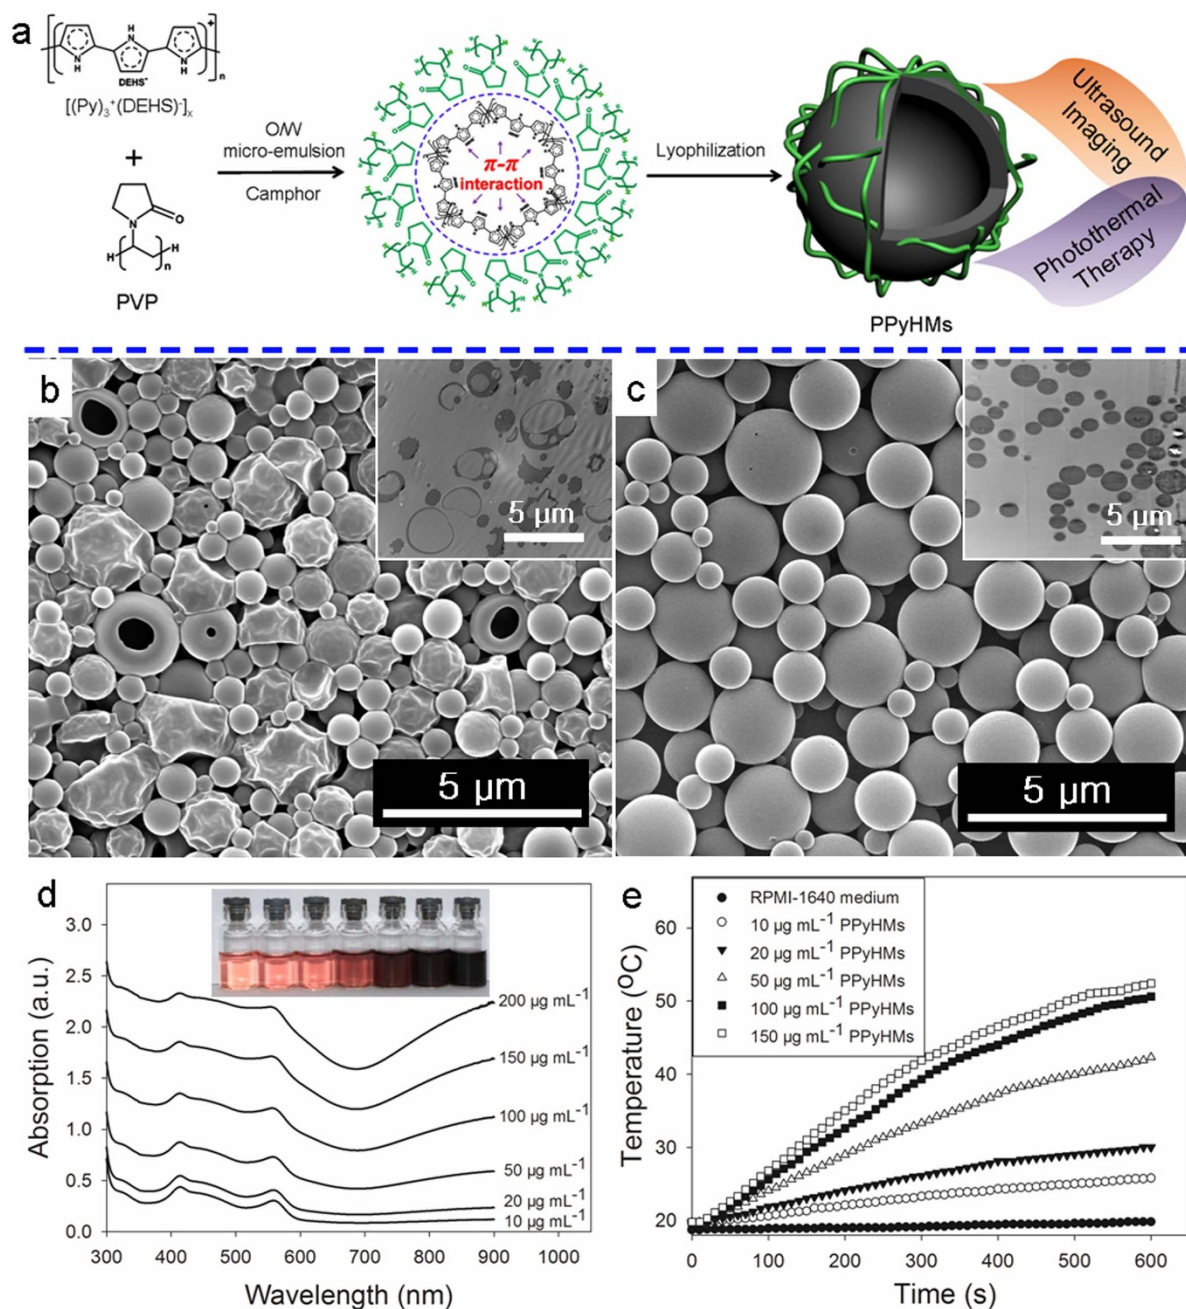 a
H
N
N
H
N
H
DEHS⁻
+
n
[(Py)₃⁺(DEHS)⁻]ₓ
+
N
O
H
H
n
PVP
O/W
micro-emulsion
Camphor
π-π
interaction
Lyophilization
PPyHMs
Ultrasound
Imaging
Photothermal
Therapy
b
5 μm
5 μm
c
5 μm
5 μm
d
Absorption (a.u.)
3.0
2.5
2.0
1.5
1.0
0.5
0.0
200 μg mL⁻¹
150 μg mL⁻¹
100 μg mL⁻¹
50 μg mL⁻¹
20 μg mL⁻¹
10 μg mL⁻¹
300 400 500 600 700 800 900 1000
Wavelength (nm)
e
RPMI-1640 medium
10 μg mL⁻¹ PPyHMs
20 μg mL⁻¹ PPyHMs
50 μg mL⁻¹ PPyHMs
100 μg mL⁻¹ PPyHMs
150 μg mL⁻¹ PPyHMs
Temperature (ºC)
60
50
40
30
20
0 100 200 300 400 500 600
Time (s)